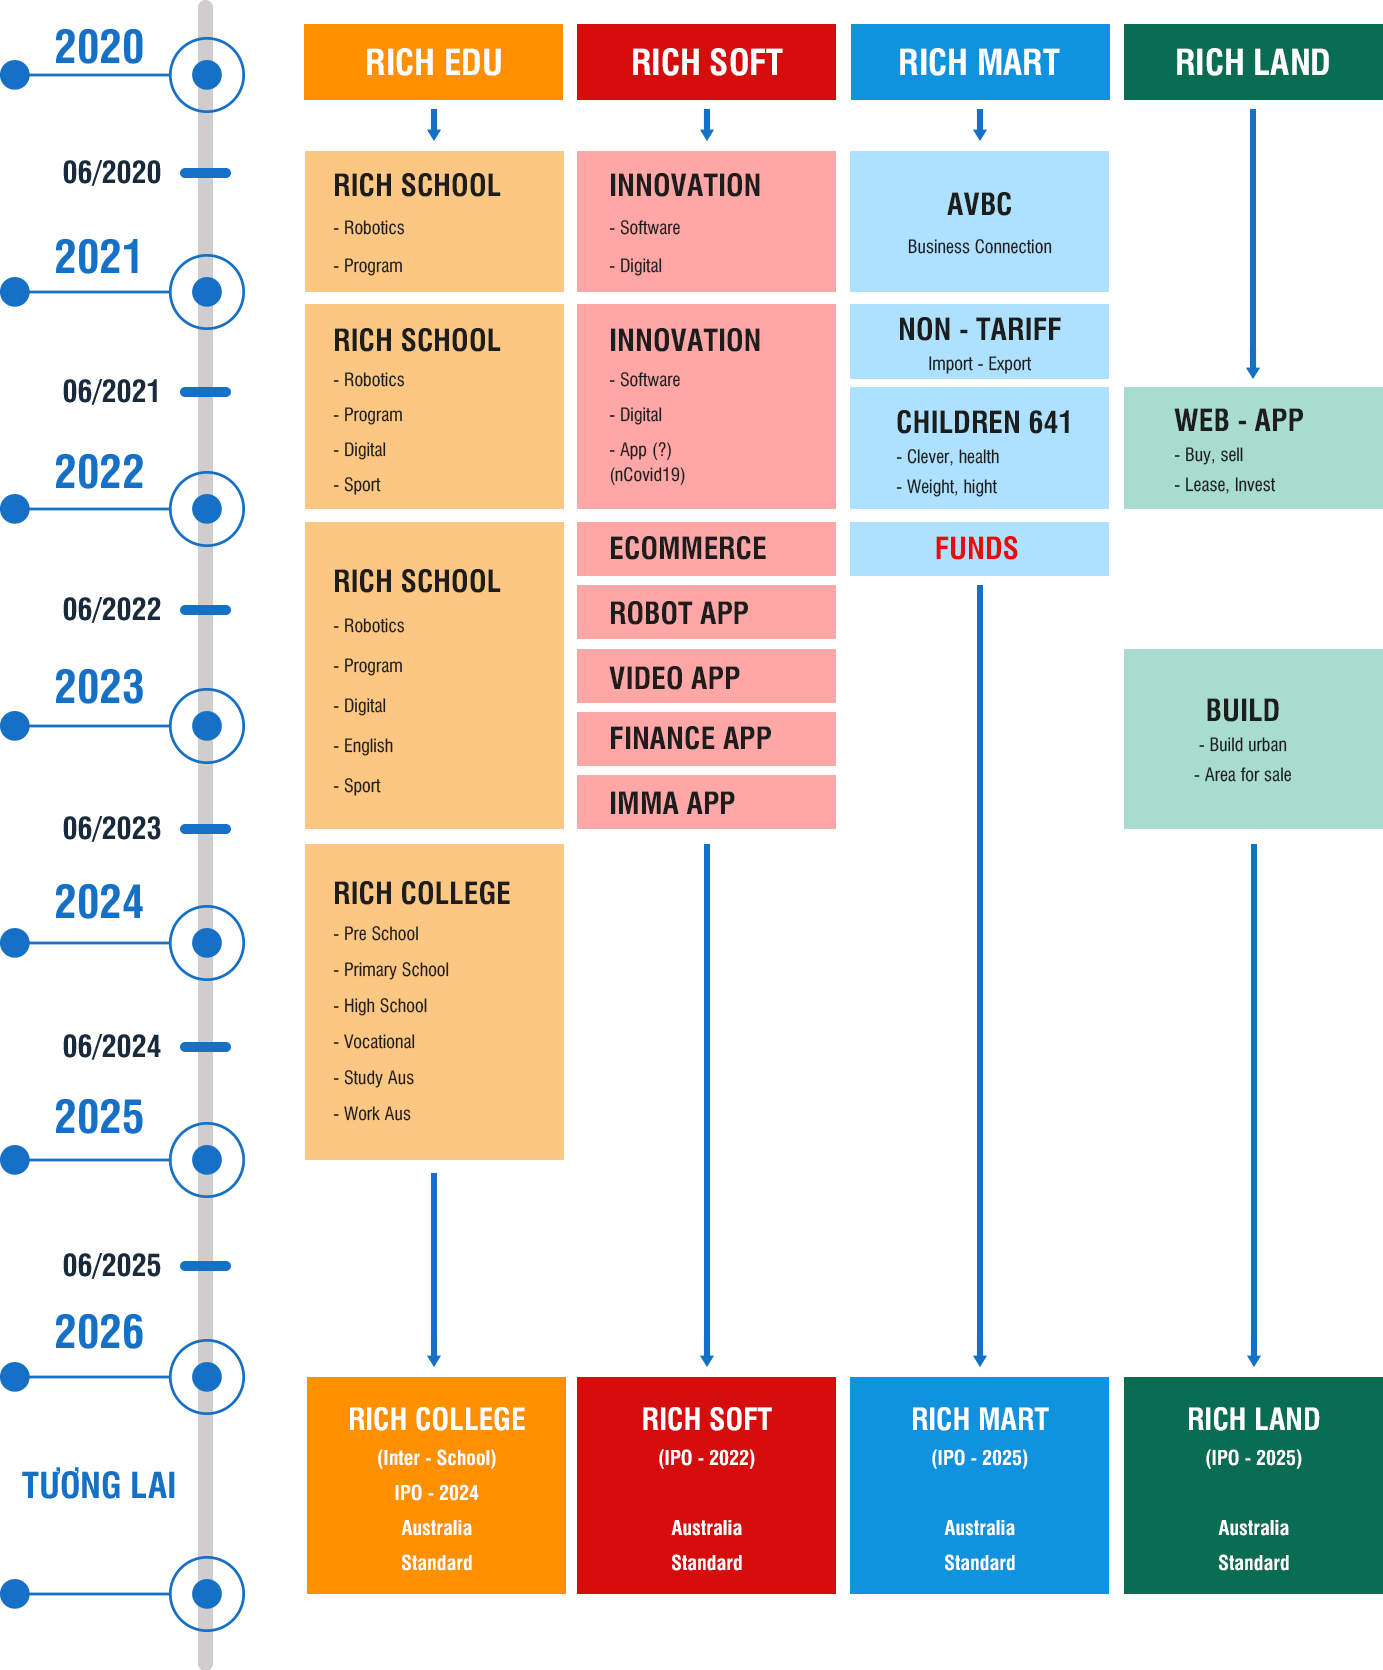 2020
06/2020
2021
06/2021
2022
06/2022
2023
06/2023
2024
06/2024
2025
06/2025
2026
TƯƠNG LAI
RICH EDU
RICH SCHOOL
- Robotics
- Program
RICH SCHOOL
- Robotics
- Program
- Digital
- Sport
RICH SCHOOL
- Robotics
- Program
- Digital
- English
- Sport
RICH COLLEGE
- Pre School
- Primary School
- High School
- Vocational
- Study Aus
- Work Aus
RICH COLLEGE
(Inter - School)
IPO - 2024
Australia
Standard
RICH SOFT
INNOVATION
- Software
- Digital
INNOVATION
- Software
- Digital
- App (?)
(nCovid19)
ECOMMERCE
ROBOT APP
VIDEO APP
FINANCE APP
IMMA APP
RICH SOFT
(IPO - 2022)
Australia
Standard
RICH MART
AVBC
Business Connection
NON - TARIFF
Import - Export
CHILDREN 641
- Clever, health
- Weight, hight
FUNDS
RICH MART
(IPO - 2025)
Australia
Standard
RICH LAND
WEB - APP
- Buy, sell
- Lease, Invest
BUILD
- Build urban
- Area for sale
RICH LAND
(IPO - 2025)
Australia
Standard